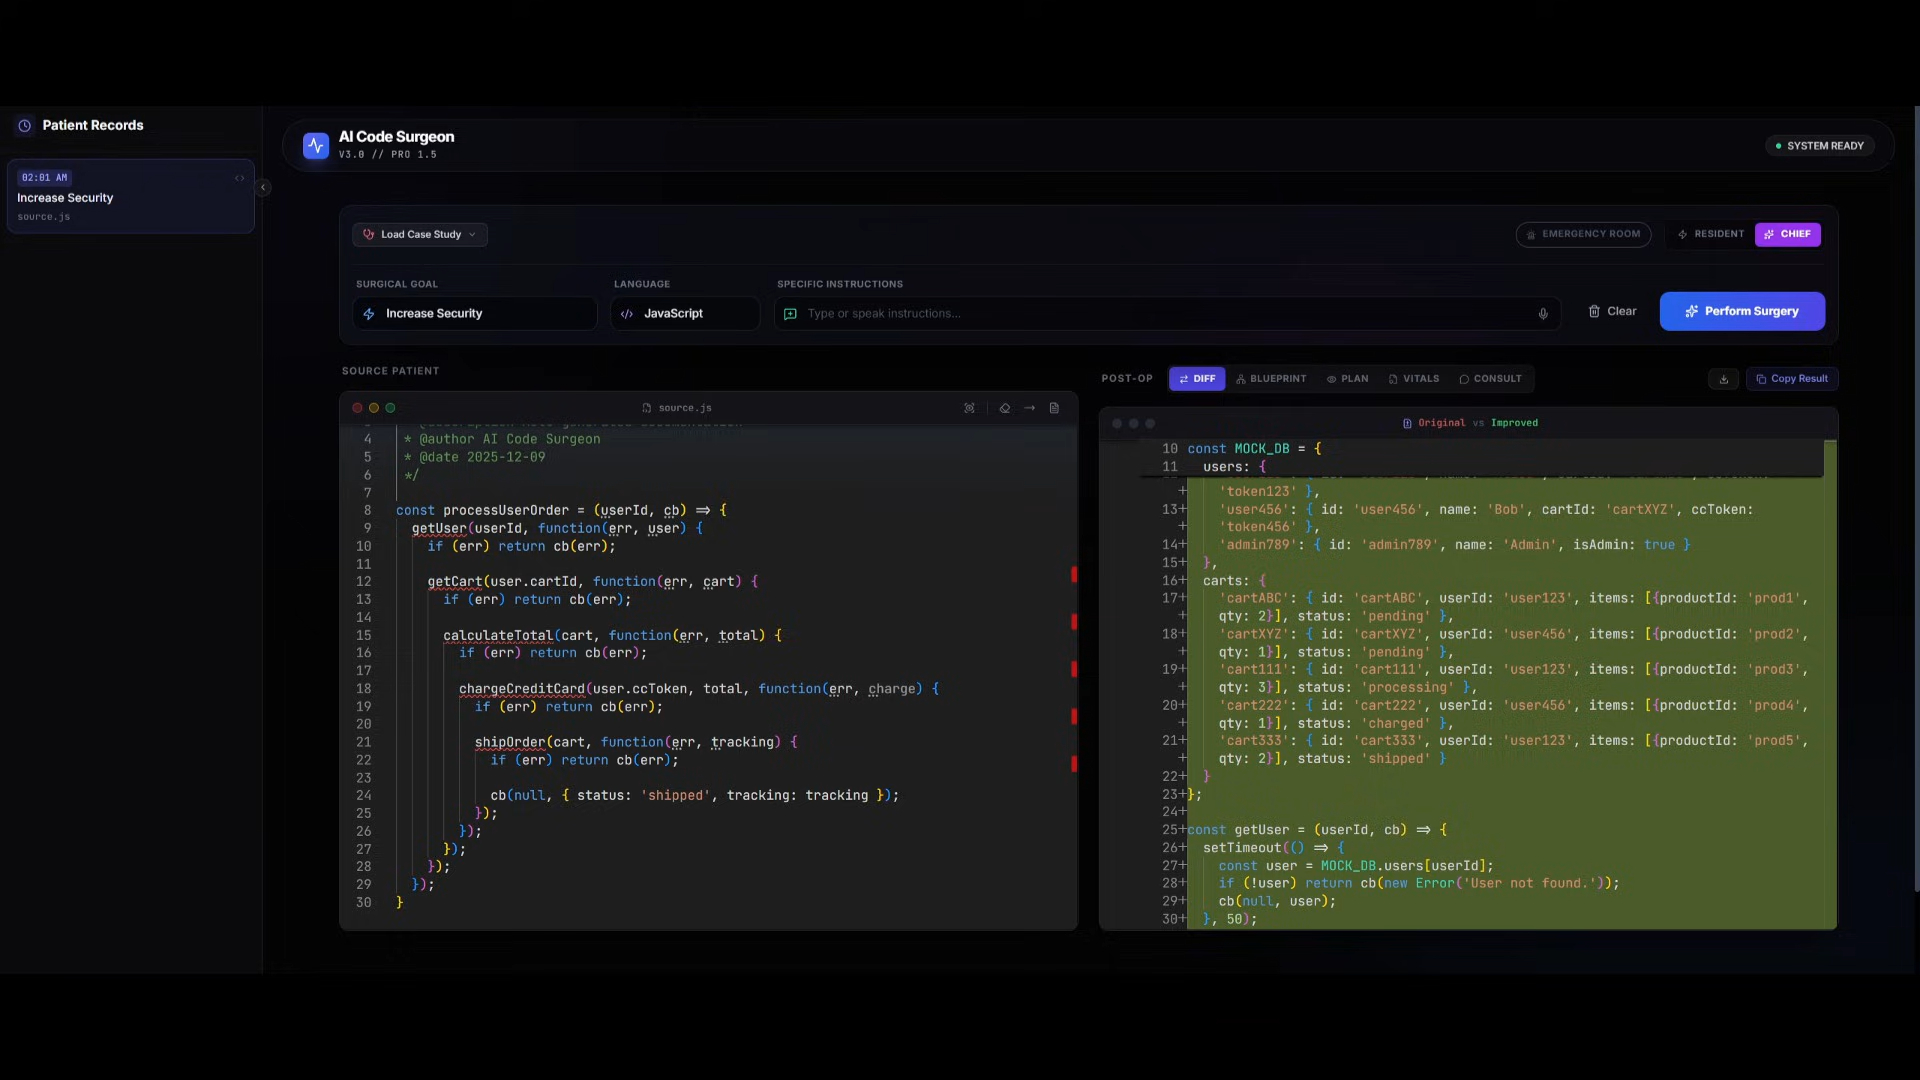 Patient Records
02:01 AM
Increase Security
source.js
AI Code Surgeon
V3.0 // PRO 1.5
SYSTEM READY
Load Case Study
EMERGENCY ROOM
RESIDENT
CHIEF
SURGICAL GOAL
LANGUAGE
SPECIFIC INSTRUCTIONS
Increase Security
JavaScript
Type or speak instructions...
Clear
Perform Surgery
SOURCE PATIENT
source.js
4 * @author AI Code Surgeon
5 * @date 2025-12-09
6 */
7
8 const processUserOrder = (userId, cb) => {
9 getUser(userId, function(err, user) {
10 if (err) return cb(err);
11
12 getCart(user.cartId, function(err, cart) {
13 if (err) return cb(err);
14
15 calculateTotal(cart, function(err, total) {
16 if (err) return cb(err);
17
18 chargeCreditCard(user.ccToken, total, function(err, charge) {
19 if (err) return cb(err);
20
21 shipOrder(cart, function(err, tracking) {
22 if (err) return cb(err);
23
24 cb(null, { status: 'shipped', tracking: tracking });
25 });
26 });
27 });
28 });
29 });
30 }
POST-OP
DIFF
BLUEPRINT
PLAN
VITALS
CONSULT
Copy Result
Original vs Improved
10 const MOCK_DB = {
11 users: {
+ 'token123' },
13+ 'user456': { id: 'user456', name: 'Bob', cartId: 'cartXYZ', ccToken:
+ 'token456' },
14+ 'admin789': { id: 'admin789', name: 'Admin', isAdmin: true }
15+ },
16+ carts: {
17+ 'cartABC': { id: 'cartABC', userId: 'user123', items: [{productId: 'prod1',
+ qty: 2}], status: 'pending' },
18+ 'cartXYZ': { id: 'cartXYZ', userId: 'user456', items: [{productId: 'prod2',
+ qty: 1}], status: 'pending' },
19+ 'cart111': { id: 'cart111', userId: 'user123', items: [{productId: 'prod3',
+ qty: 3}], status: 'processing' },
20+ 'cart222': { id: 'cart222', userId: 'user456', items: [{productId: 'prod4',
+ qty: 1}], status: 'charged' },
21+ 'cart333': { id: 'cart333', userId: 'user123', items: [{productId: 'prod5',
+ qty: 2}], status: 'shipped' }
22+ }
23+ };
24+
25+ const getUser = (userId, cb) => {
26+ setTimeout(() => {
27+ const user = MOCK_DB.users[userId];
28+ if (!user) return cb(new Error('User not found.'));
29+ cb(null, user);
30+ }, 50);